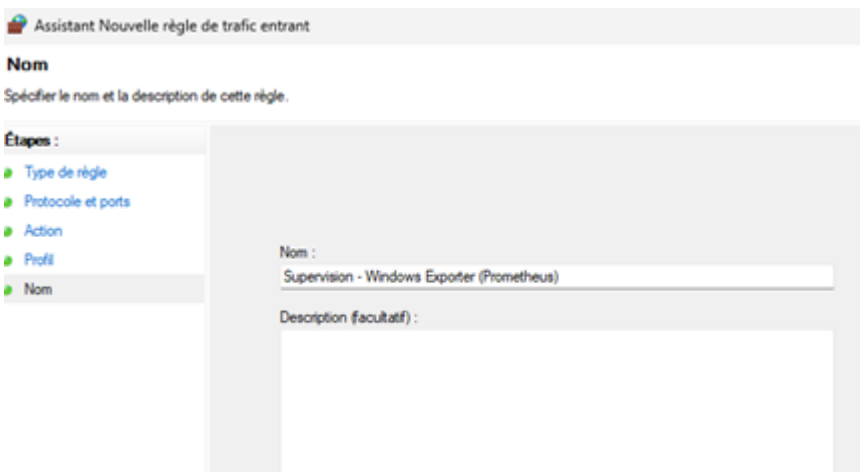 Assistant Nouvelle règle de trafic entrant
Nom
Spécifier le nom et la description de cette règle.
Étapes :
Type de règle
Protocole et ports
Action
Profil
Nom
Nom :
Supervision - Windows Exporter (Prometheus)
Description (facultatif) :